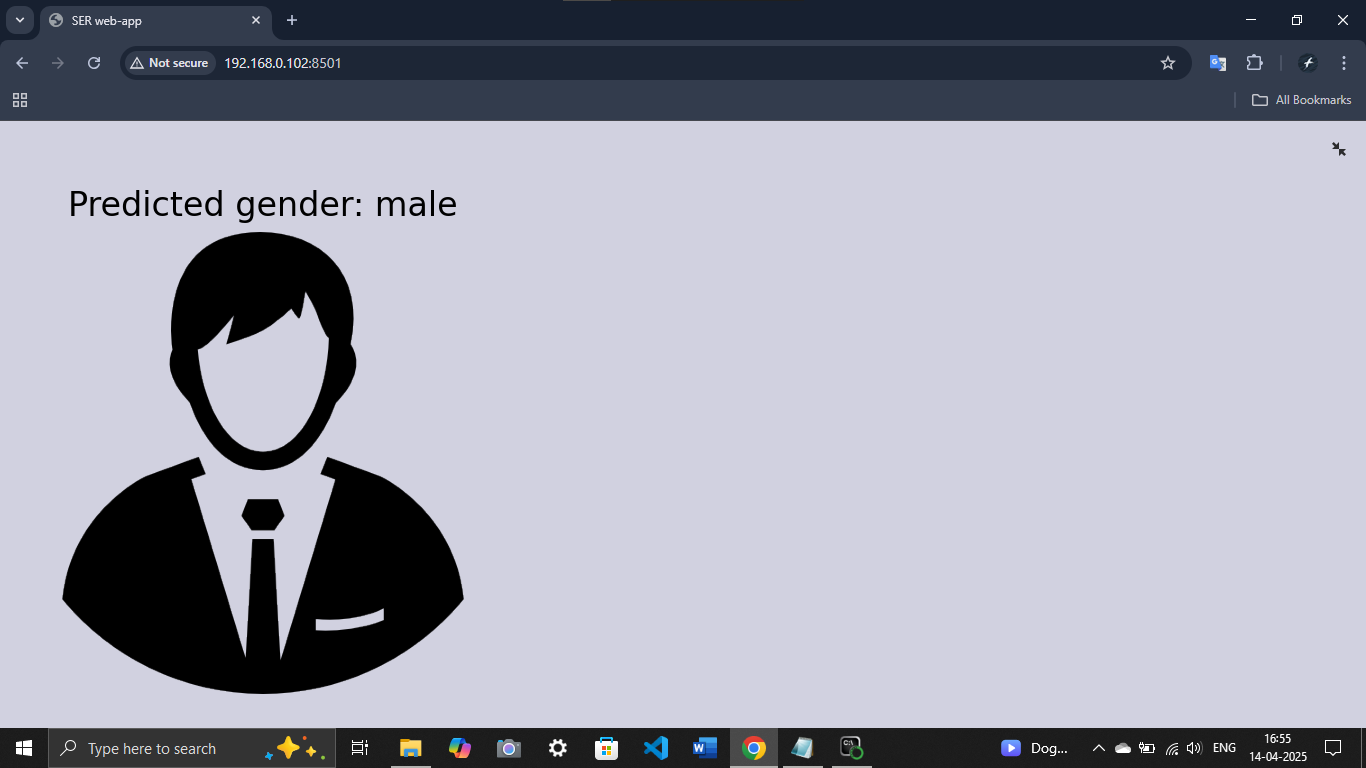 SER web-app
Not secure
192.168.0.102:8501
All Bookmarks
Predicted gender: male
Type here to search
Dog...
ENG
16:55
14-04-2025